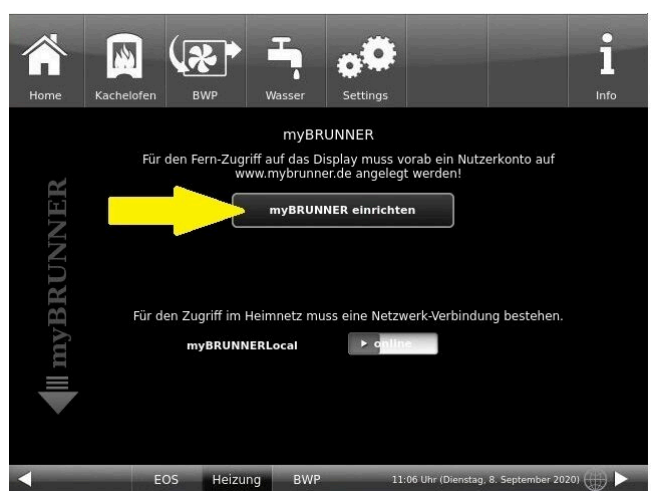 Home
Kachelofen
BWP
Wasser
Settings
i
Info
myBRUNNER
Für den Fern-Zugriff auf das Display muss vorab ein Nutzerkonto auf
www.mybrunner.de angelegt werden!
myBRUNNER einrichten
myBRUNNER
Für den Zugriff im Heimnetz muss eine Netzwerk-Verbindung bestehen.
myBRUNNERLocal
online
EOS
Heizung
BWP
11:06 Uhr (Dienstag, 8. September 2020)